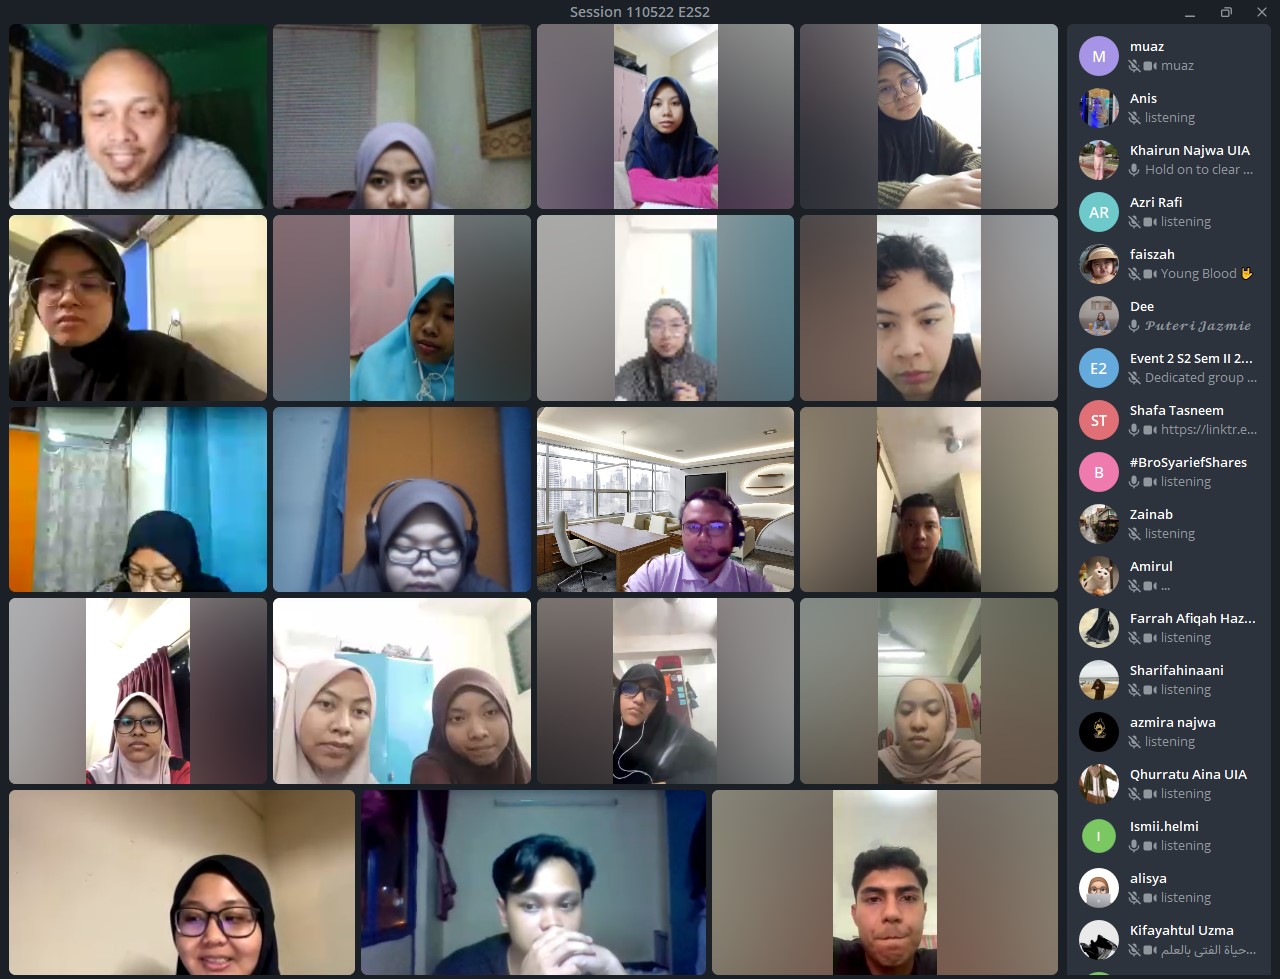 Session 110522 E2S2
muaz
muaz
Anis
listening
Khairun Najwa UIA
Hold on to clear ...
Azri Rafi
listening
faiszah
Young Blood 🤟
Dee
𝓟𝓾𝓽𝓮𝓻𝓲 𝓙𝓪𝔃𝓶𝓲𝓮
Event 2 S2 Sem II 2...
Dedicated group ...
Shafa Tasneem
https://linktr.e...
#BroSyariefShares
listening
Zainab
listening
Amirul
...
Farrah Afiqah Haz...
listening
Sharifahinaani
listening
azmira najwa
listening
Qhurratu Aina UIA
listening
Ismii.helmi
listening
alisya
listening
Kifayahtul Uzma
حياة الفتى بالعلم...
M
AR
E2
ST
B
I